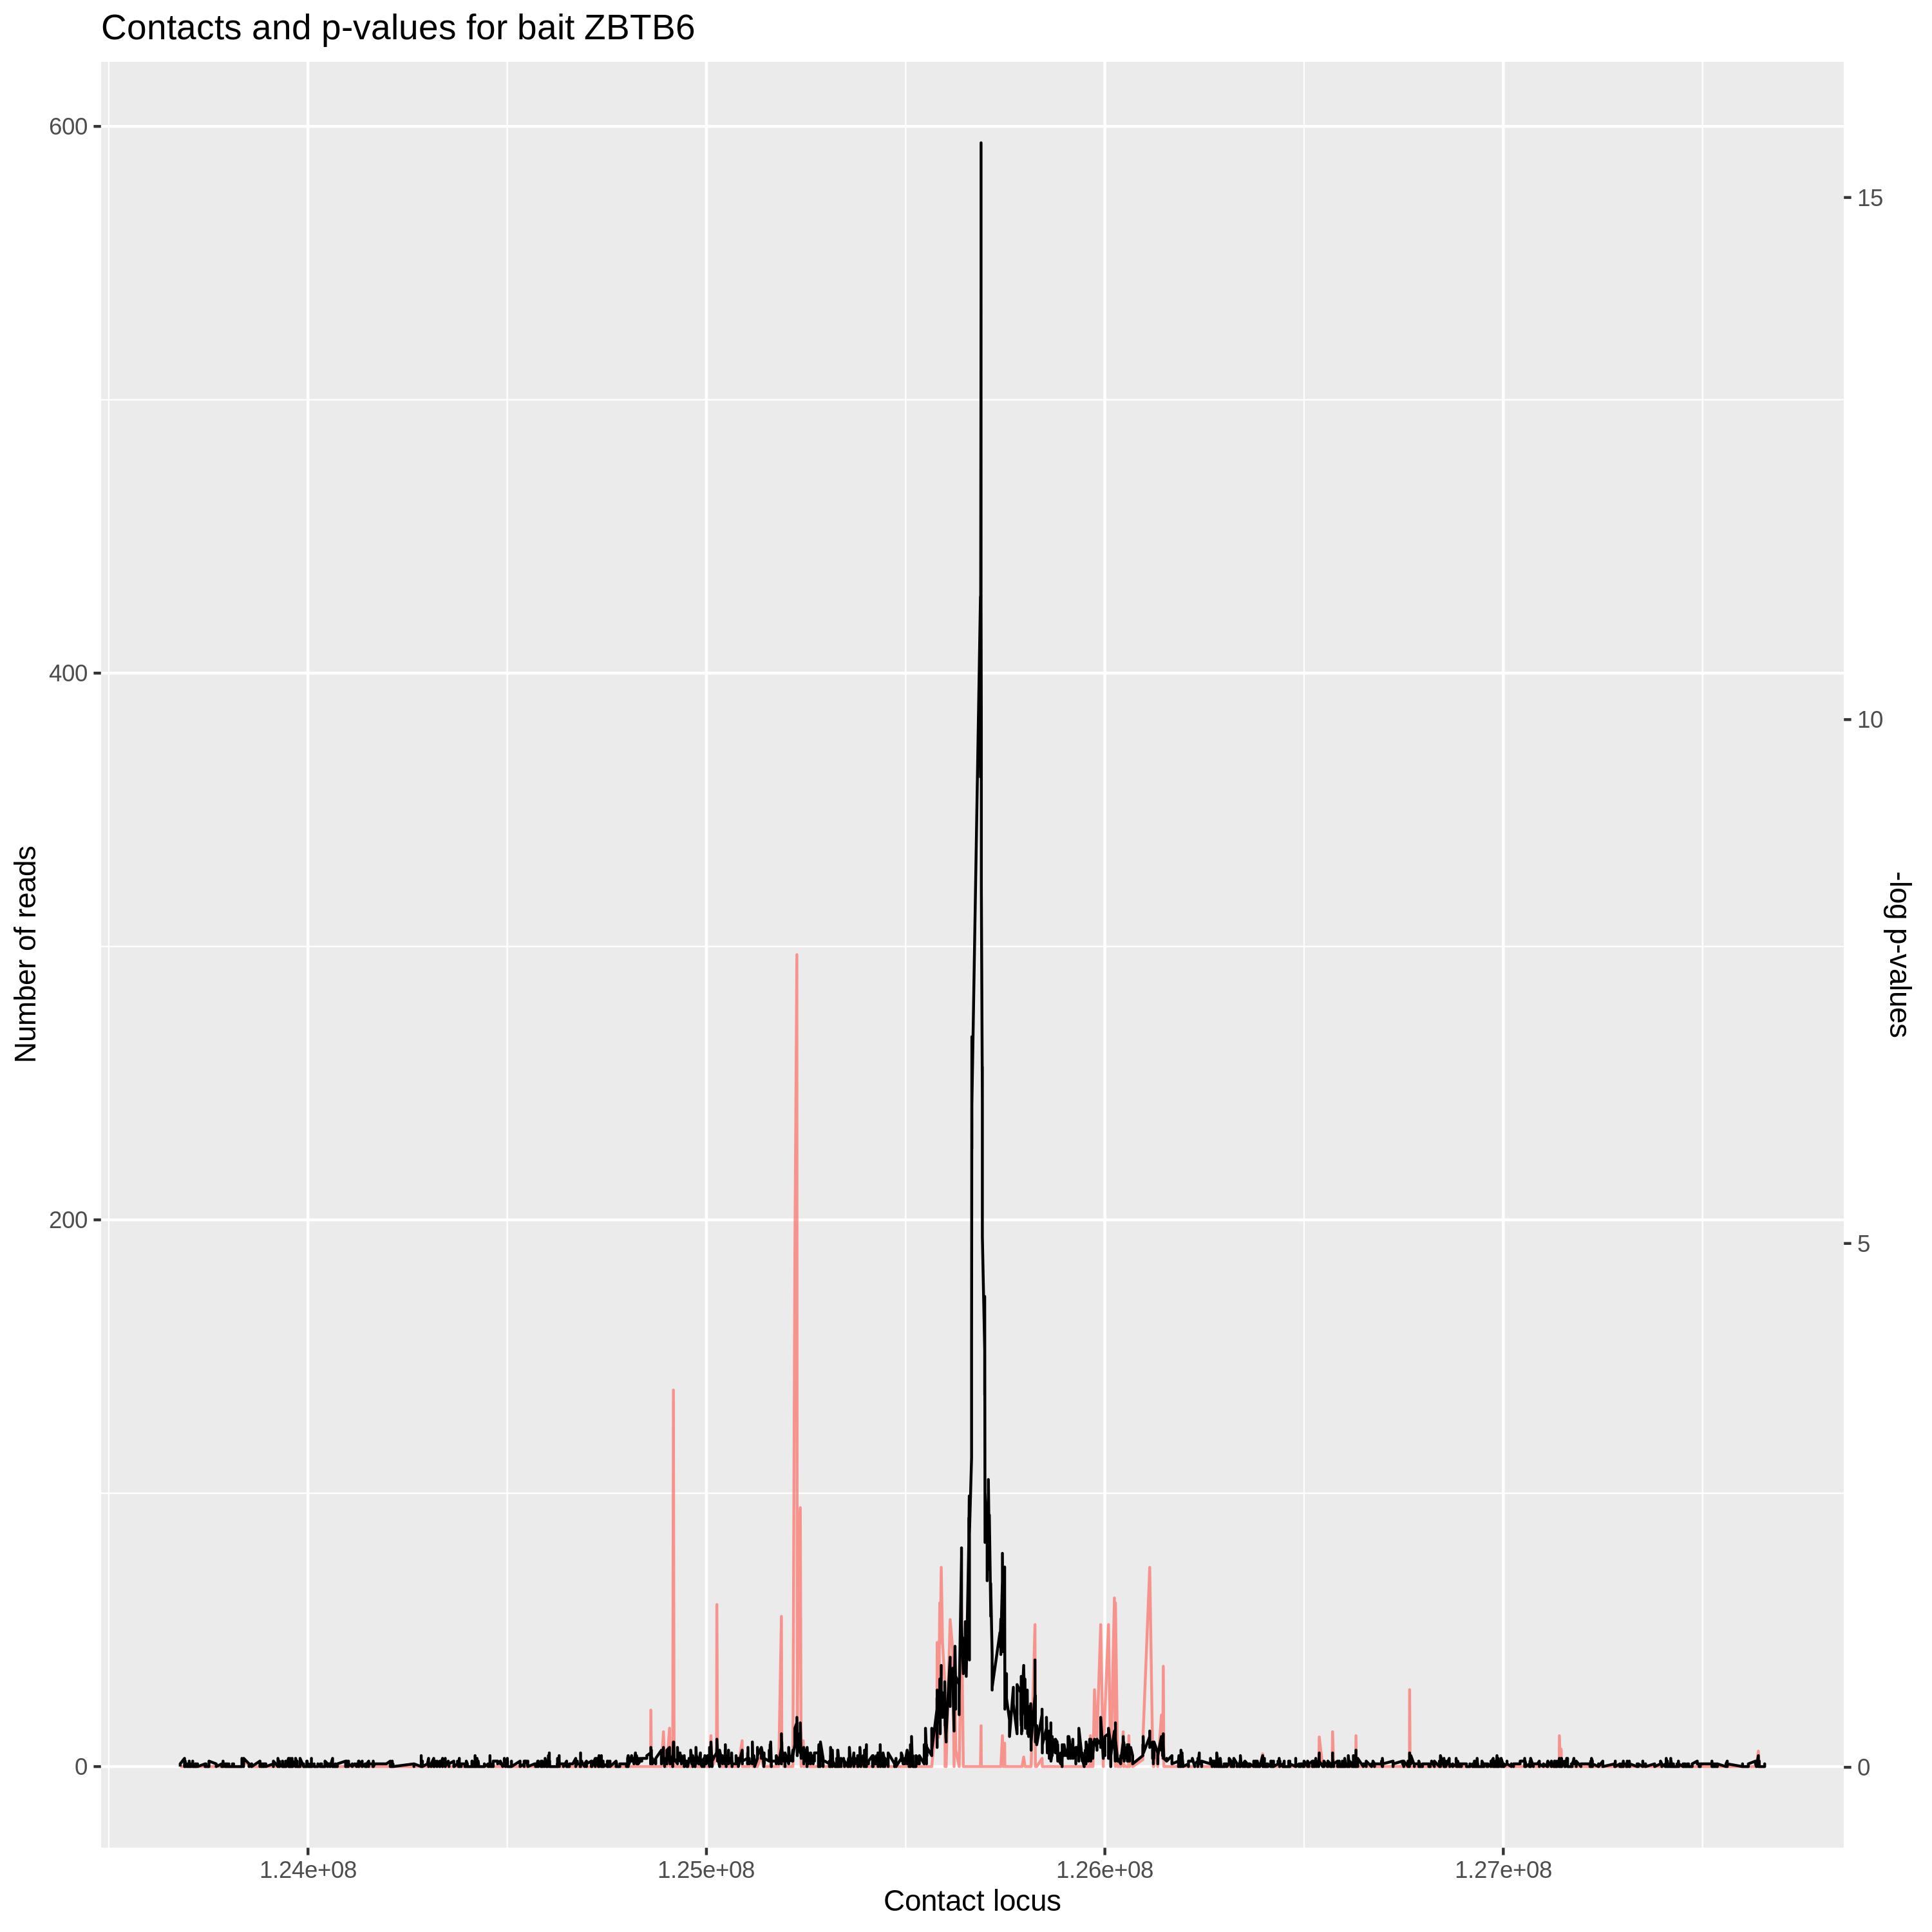 Contacts and p-values for bait ZBTB6
600
400
200
0
15
10
5
0
Number of reads
-log p-values
1.24e+08
1.25e+08
1.26e+08
1.27e+08
Contact locus